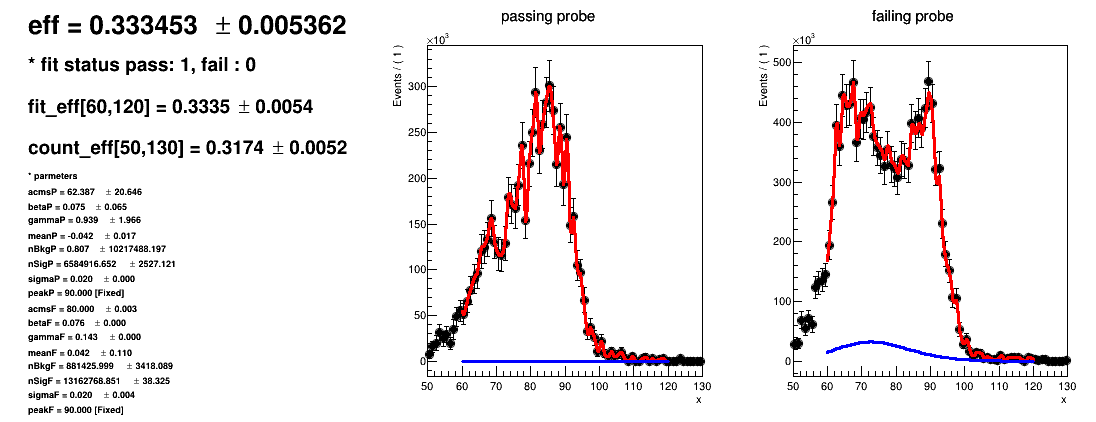 eff = 0.333453 ± 0.005362
* fit status pass: 1, fail : 0
fit_eff[60,120] = 0.3335 ± 0.0054
count_eff[50,130] = 0.3174 ± 0.0052
* parmeters
acmsP = 62.387 ± 20.646
betaP = 0.075 ± 0.065
gammaP = 0.939 ± 1.966
meanP = -0.042 ± 0.017
nBkgP = 0.807 ± 10217488.197
nSigP = 6584916.652 ± 2527.121
sigmaP = 0.020 ± 0.000
peakP = 90.000 [Fixed]
acmsF = 80.000 ± 0.003
betaF = 0.076 ± 0.000
gammaF = 0.143 ± 0.000
meanF = 0.042 ± 0.110
nBkgF = 881425.999 ± 3418.089
nSigF = 13162768.851 ± 38.325
sigmaF = 0.020 ± 0.004
peakF = 90.000 [Fixed]
passing probe
×10³
Events / ( 1 )
300
250
200
150
100
50
0
50 60 70 80 90 100 110 120 130
x
failing probe
×10³
Events / ( 1 )
500
400
300
200
100
0
50 60 70 80 90 100 110 120 130
x